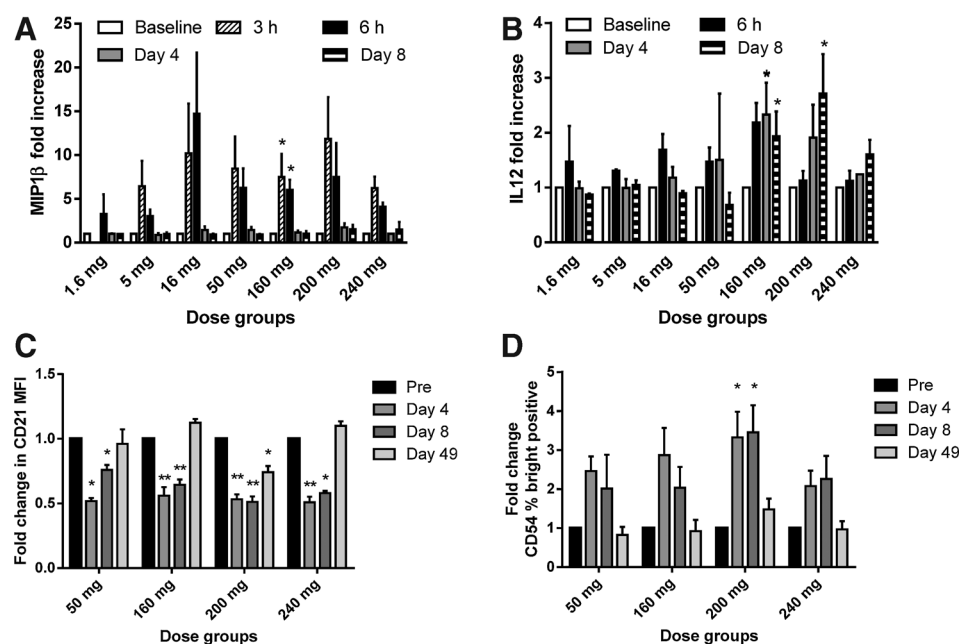 A
Baseline 3 h 6 h
Day 4 Day 8
MIP1β fold increase
25
20
15
10
5
0
1.6 mg 5 mg 16 mg 50 mg 160 mg 200 mg 240 mg
Dose groups
B
Baseline 6 h
Day 4 Day 8
IL12 fold increase
4
3
2
1
0
* * *
1.6 mg 5 mg 16 mg 50 mg 160 mg 200 mg 240 mg
Dose groups
* *
C
Fold change in CD21 MFI
1.5
1.0
0.5
0.0
* * ** ** ** ** * ** *
Pre
Day 4
Day 8
Day 49
50 mg 160 mg 200 mg 240 mg
Dose groups
D
Fold change
CD54 % bright positive
5
4
3
2
1
0
* *
Pre
Day 4
Day 8
Day 49
50 mg 160 mg 200 mg 240 mg
Dose groups